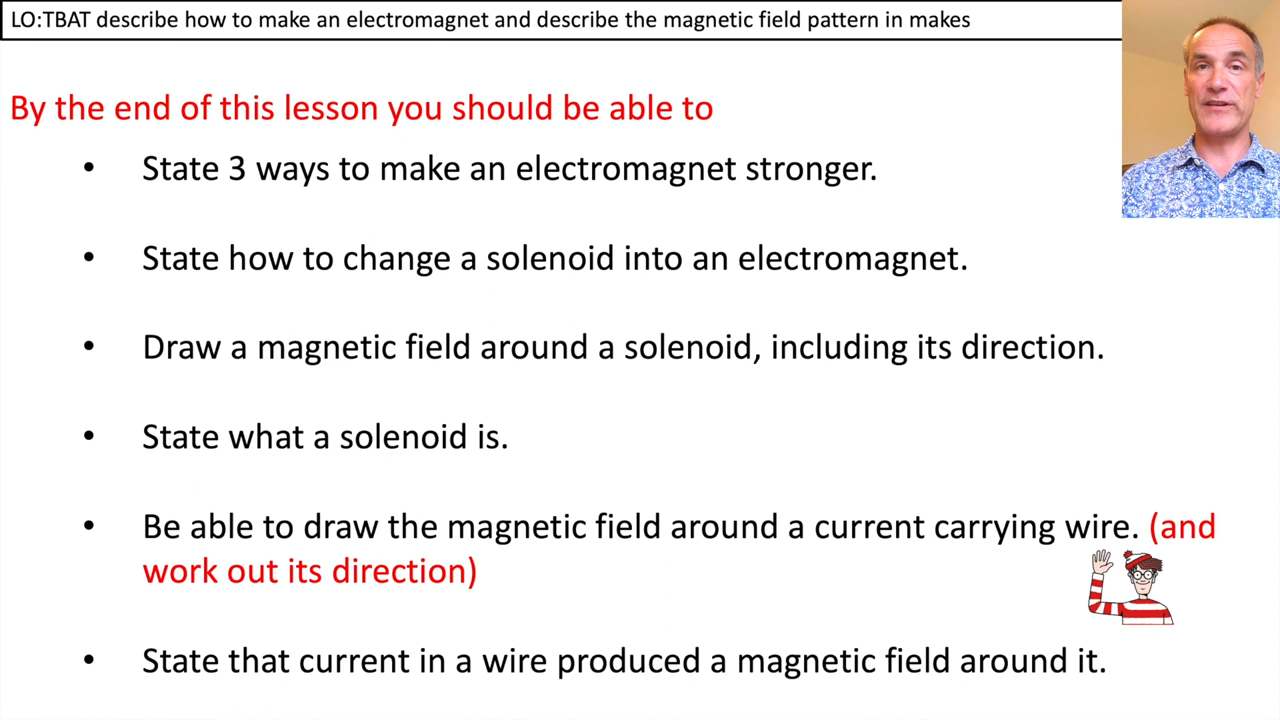 LO:TBAT describe how to make an electromagnet and describe the magnetic field pattern in makes
By the end of this lesson you should be able to
• State 3 ways to make an electromagnet stronger.
• State how to change a solenoid into an electromagnet.
• Draw a magnetic field around a solenoid, including its direction.
• State what a solenoid is.
• Be able to draw the magnetic field around a current carrying wire. (and
work out its direction)
• State that current in a wire produced a magnetic field around it.